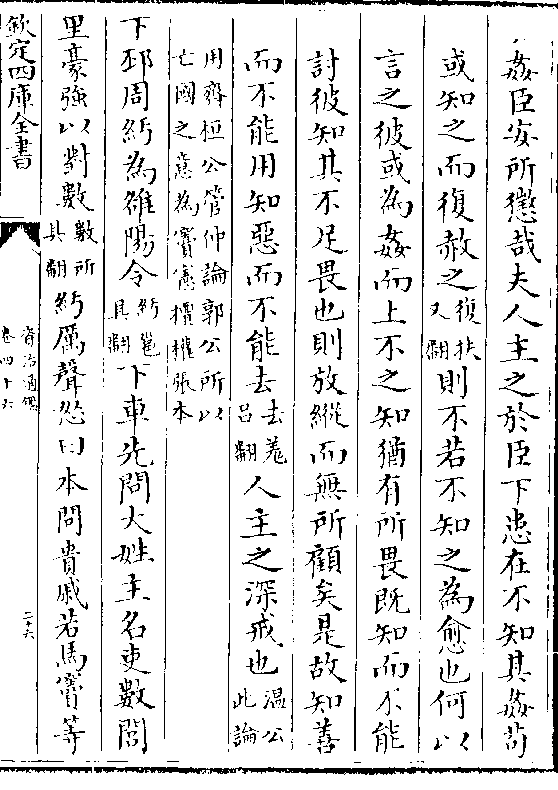 姦臣安所懲哉夫人主之於臣下患在不知其姦苟
或知之而復赦之復扶又翻則不若不知之為愈也何以
言之彼或為姦而上不之知猶有所畏既知而不能
討彼知其不足畏也則放縱而無所顧矣是故知善
而不能用知惡而不能去去羗吕翻人主之深戒也温公此論
用齊桓公管仲論郭公所以亡國之意為竇憲擅權張本
下邳周紆為雒陽令紆邕具翻下車先問大姓主名吏數閭
里豪強以對數數所具翻紆厲聲怒曰本問貴戚若馬竇等
欽定四庫全書
資治通鑑
卷四十六
二十六